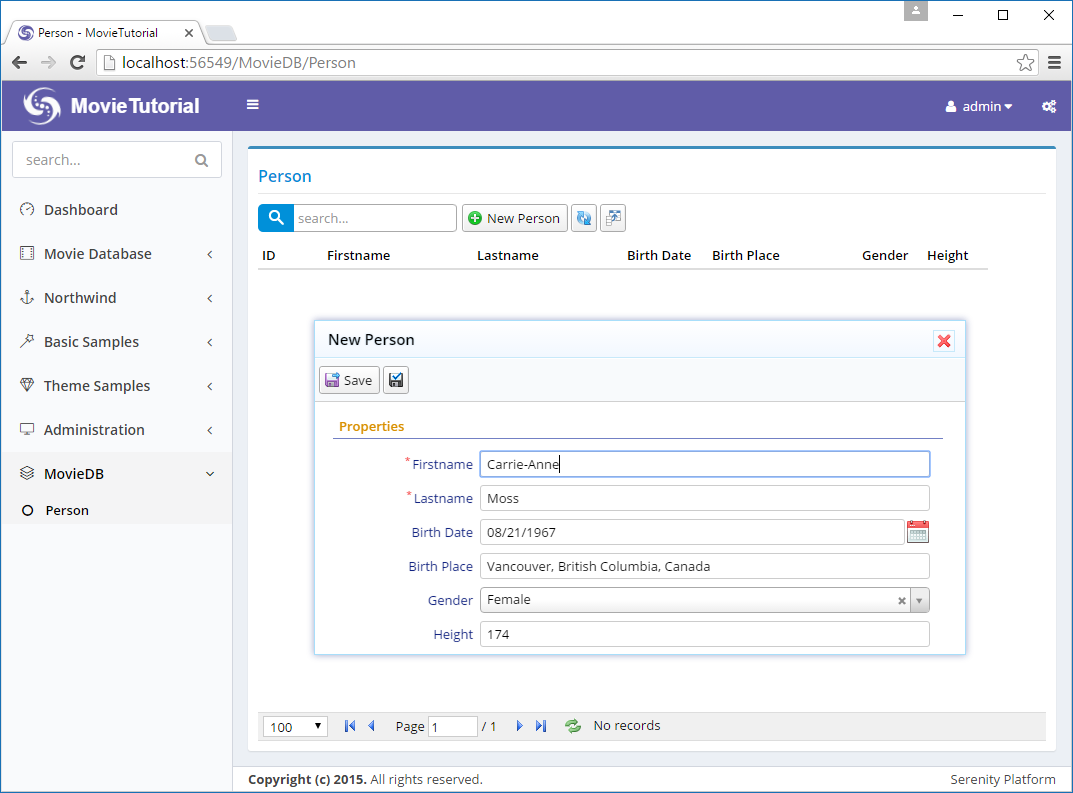 Person - MovieTutorial
localhost:56549/MovieDB/Person
MovieTutorial
admin
search...
Dashboard
Movie Database
Northwind
Basic Samples
Theme Samples
Administration
MovieDB
Person
Person
search...
New Person
ID Firstname Lastname Birth Date Birth Place Gender Height
New Person
Save
Properties
*Firstname Carrie-Anne
*Lastname Moss
Birth Date 08/21/1967
Birth Place Vancouver, British Columbia, Canada
Gender Female
Height 174
100 Page 1 / 1 No records
Copyright (c) 2015. All rights reserved. Serenity Platform